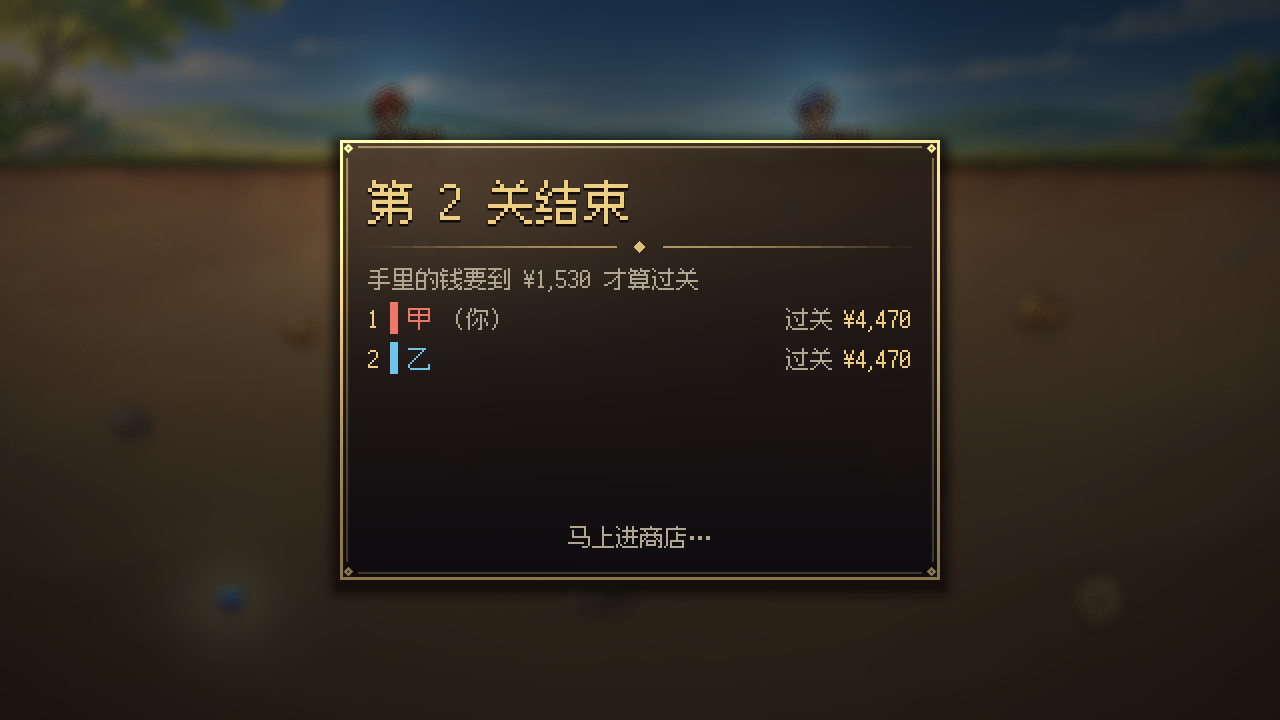 第 2 关结束
手里的钱要到 ¥1,530 才算过关
1 甲 （你） 过关 ¥4,470
2 乙 过关 ¥4,470
马上进商店…